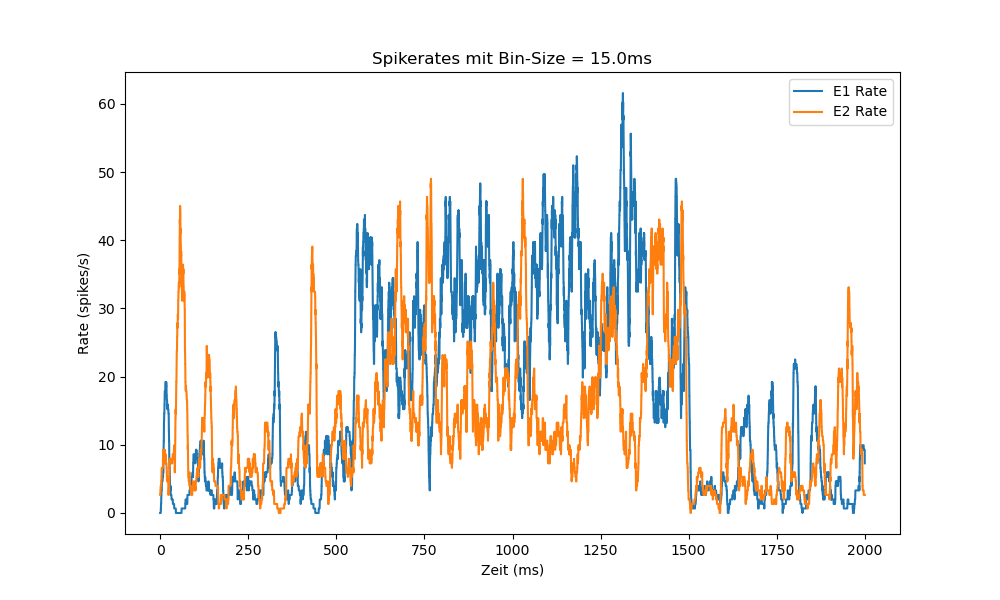 Spikerates mit Bin-Size = 15.0ms
E1 Rate
E2 Rate
60
50
40
30
20
10
0
Rate (spikes/s)
0 250 500 750 1000 1250 1500 1750 2000
Zeit (ms)